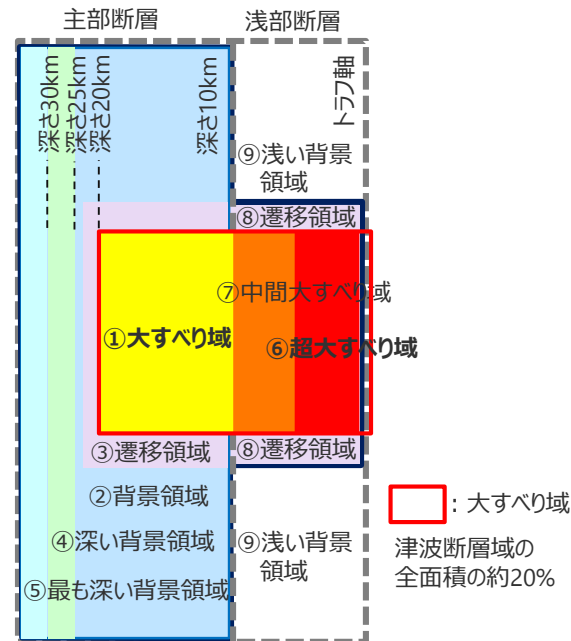 主部断層
浅部断層
深さ30km
深さ25km
深さ20km
深さ10km
トラフ軸
⑨浅い背景
領域
⑧遷移領域
⑦中間大すべり域
①大すべり域
⑥超大すべり域
③遷移領域
⑧遷移領域
②背景領域
④深い背景領域
⑨浅い背景
領域
⑤最も深い背景領域
：大すべり域
津波断層域の
全面積の約20%